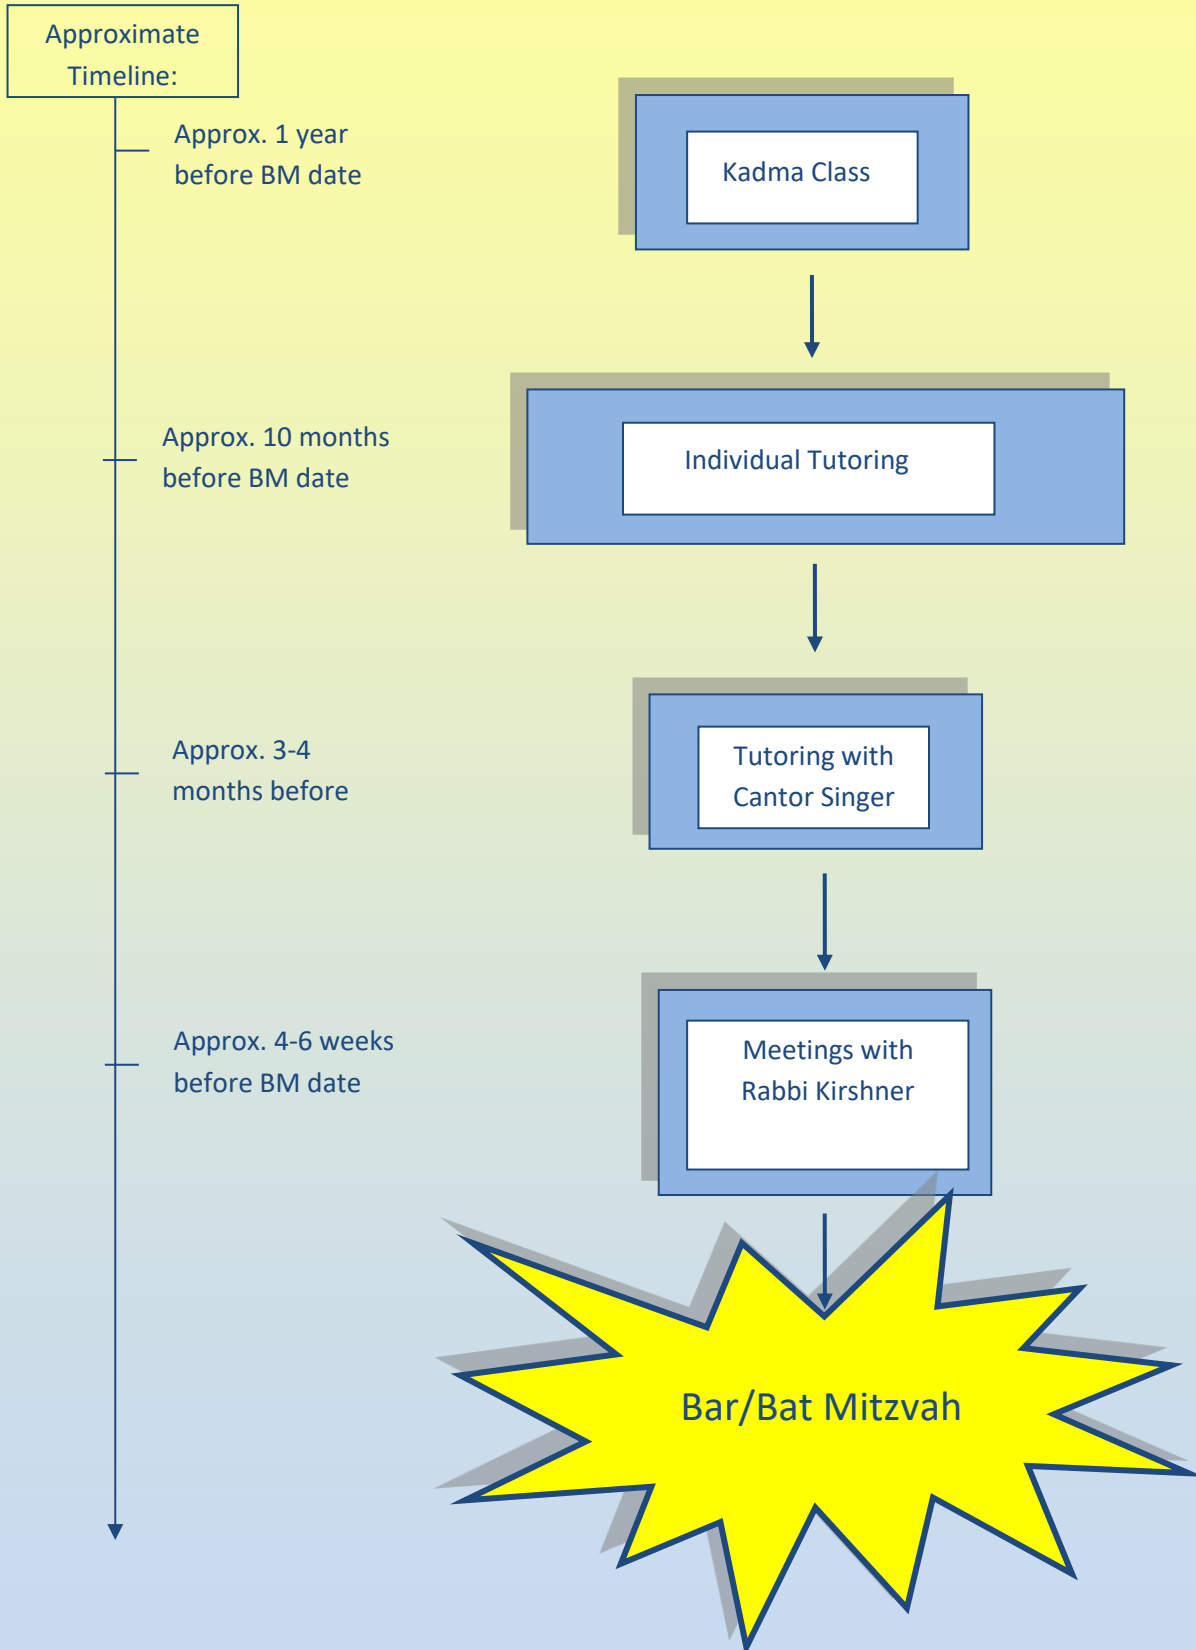 Approximate
Timeline:
Approx. 1 year
before BM date
Kadma Class
Approx. 10 months
before BM date
Individual Tutoring
Approx. 3-4
months before
Tutoring with
Cantor Singer
Approx. 4-6 weeks
before BM date
Meetings with
Rabbi Kirshner
Bar/Bat Mitzvah